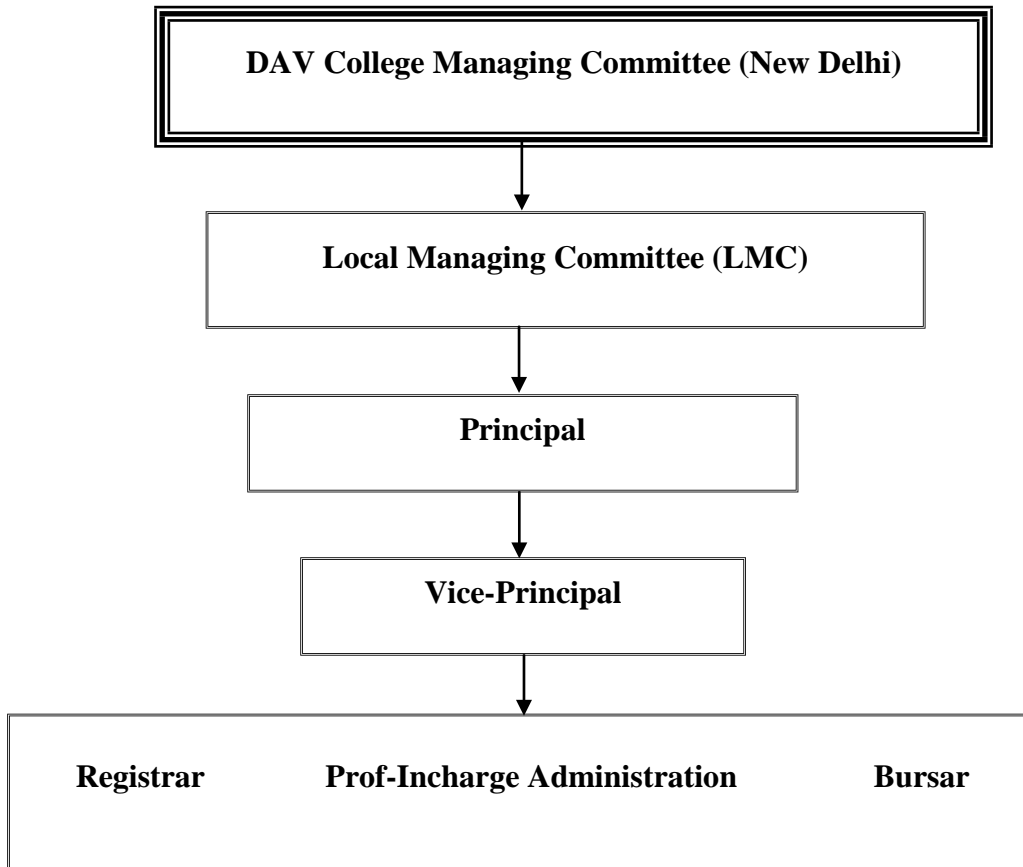 DAV College Managing Committee (New Delhi)
Local Managing Committee (LMC)
Principal
Vice-Principal
Registrar Prof-Incharge Administration Bursar